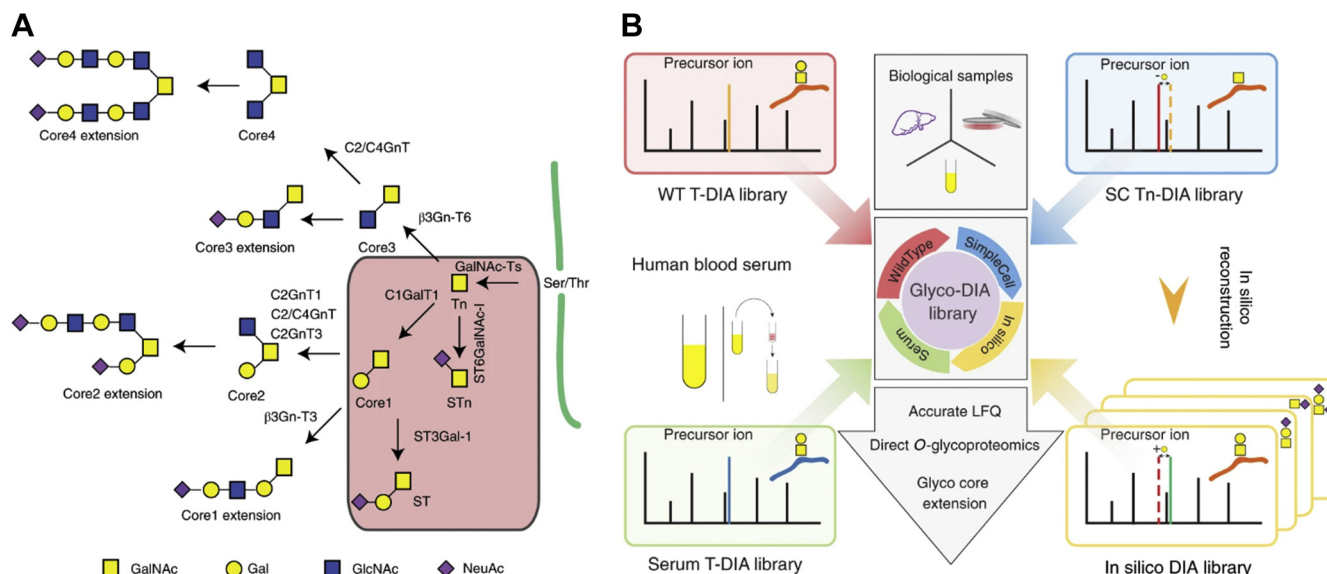 A
Core4 extension
Core4
C2/C4GnT
Core3 extension
Core3
β3Gn-T6
GalNAc-Ts
Ser/Thr
Tn
C1GalT1
ST6GalNAc-I
C2GnT1
C2/C4GnT
C2GnT3
Core2 extension
Core2
Core1
STn
β3Gn-T3
ST3Gal-1
ST
Core1 extension
GalNAc
Gal
GlcNAc
NeuAc
B
Precursor ion
WT T-DIA library
Biological samples
Precursor ion
-
SC Tn-DIA library
Human blood serum
WildType
SimpleCell
In silico
Serum
Glyco-DIA
library
In silico
reconstruction
Precursor ion
Serum T-DIA library
Accurate LFQ
Direct O-glycoproteomics
Glyco core
extension
Precursor ion
+
In silico DIA library